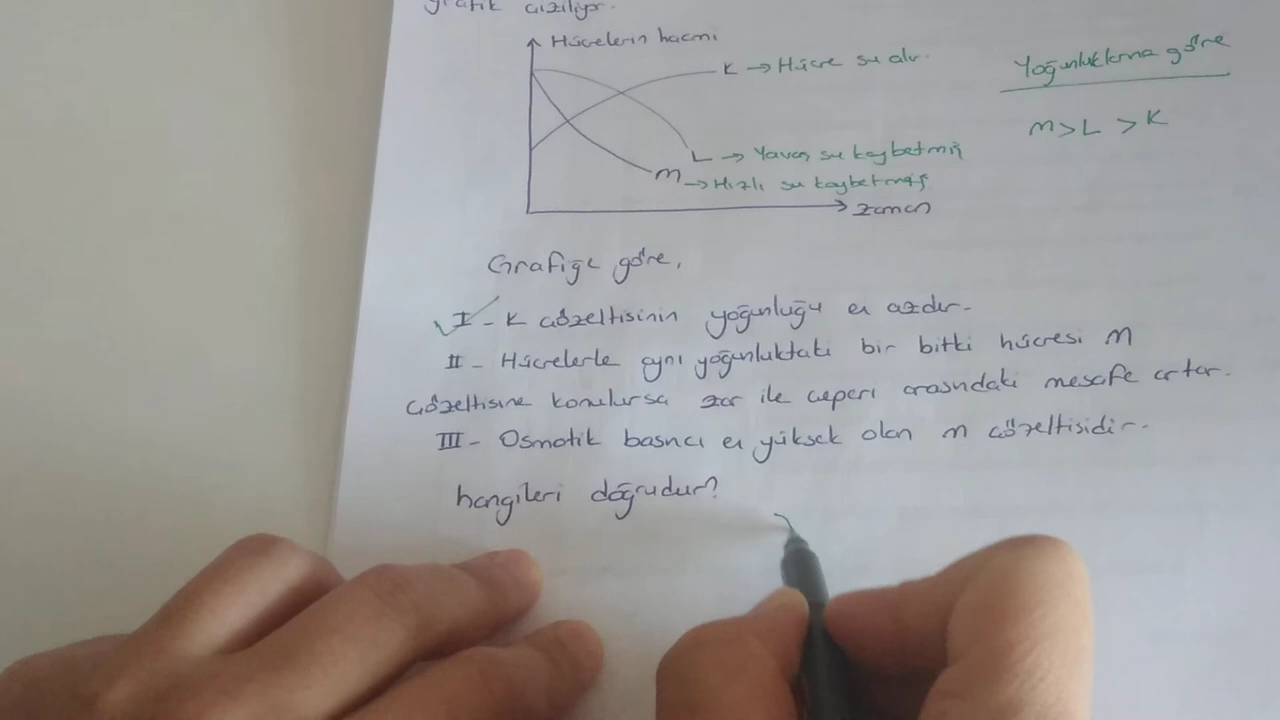 grafik çiziliyor.
Hücrelerin hacmi
K → Hücre su alır.
Yoğunluklarına göre
M > L > K
L → Yavaş su kaybetmiş
M → Hızlı su kaybetmiş
zaman
Grafiğe göre,
I - K çözeltisinin yoğunluğu en azdır.
II - Hücrelerle aynı yoğunluktaki bir bitki hücresi M
çözeltisine konulursa zar ile çeperi arasındaki mesafe artar.
III - Osmotik basıncı en yüksek olan M çözeltisidir.
hangileri doğrudur?